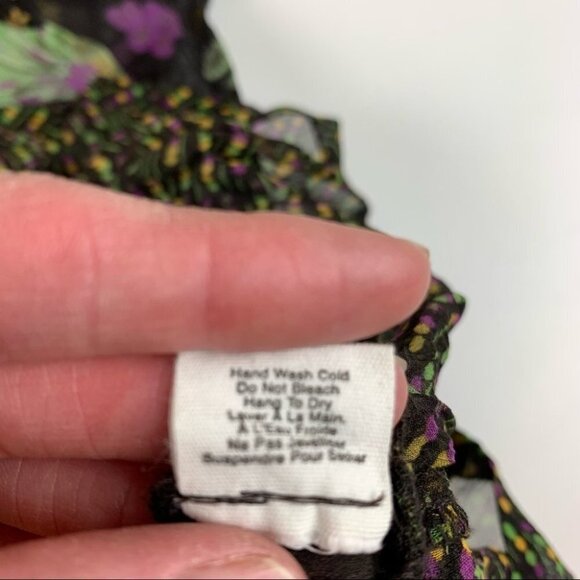 Hand Wash Cold
Do Not Bleach
Hang To Dry
Laver À La Main.
À L'Eau Froide
Ne Pas Javelliser
Suspendre Pour Sécher